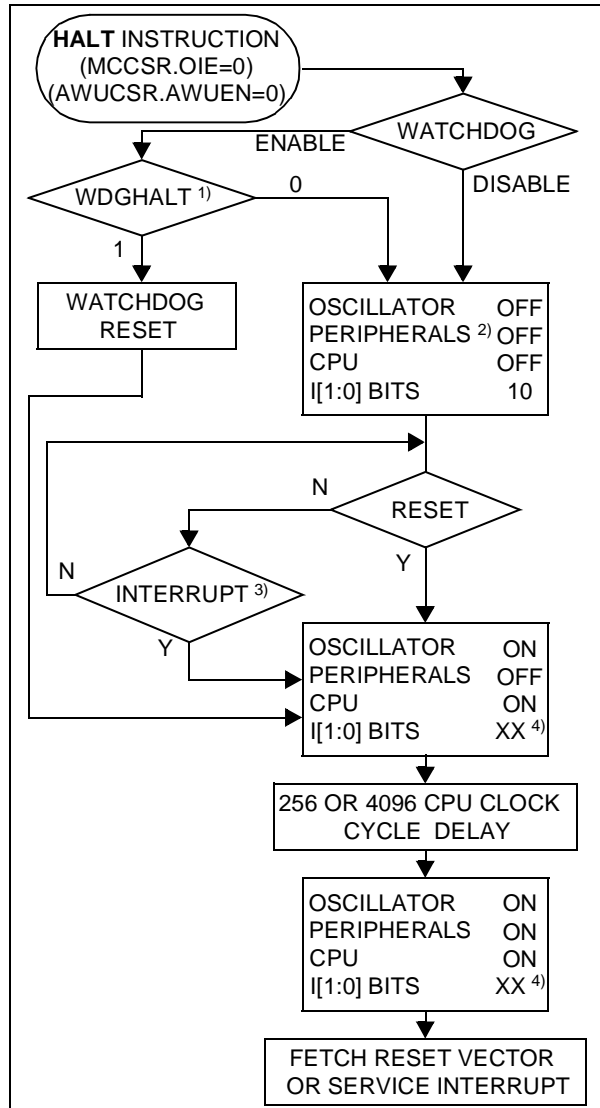 HALT INSTRUCTION
(MCCSR.OIE=0)
(AWUCSR.AWUEN=0)
WATCHDOG
ENABLE
DISABLE
WDGHALT 1)
0
1
WATCHDOG
RESET
OSCILLATOR OFF
PERIPHERALS 2) OFF
CPU OFF
I[1:0] BITS 10
RESET
N
Y
INTERRUPT 3)
N
Y
OSCILLATOR ON
PERIPHERALS OFF
CPU ON
I[1:0] BITS XX 4)
256 OR 4096 CPU CLOCK
CYCLE DELAY
OSCILLATOR ON
PERIPHERALS ON
CPU ON
I[1:0] BITS XX 4)
FETCH RESET VECTOR
OR SERVICE INTERRUPT